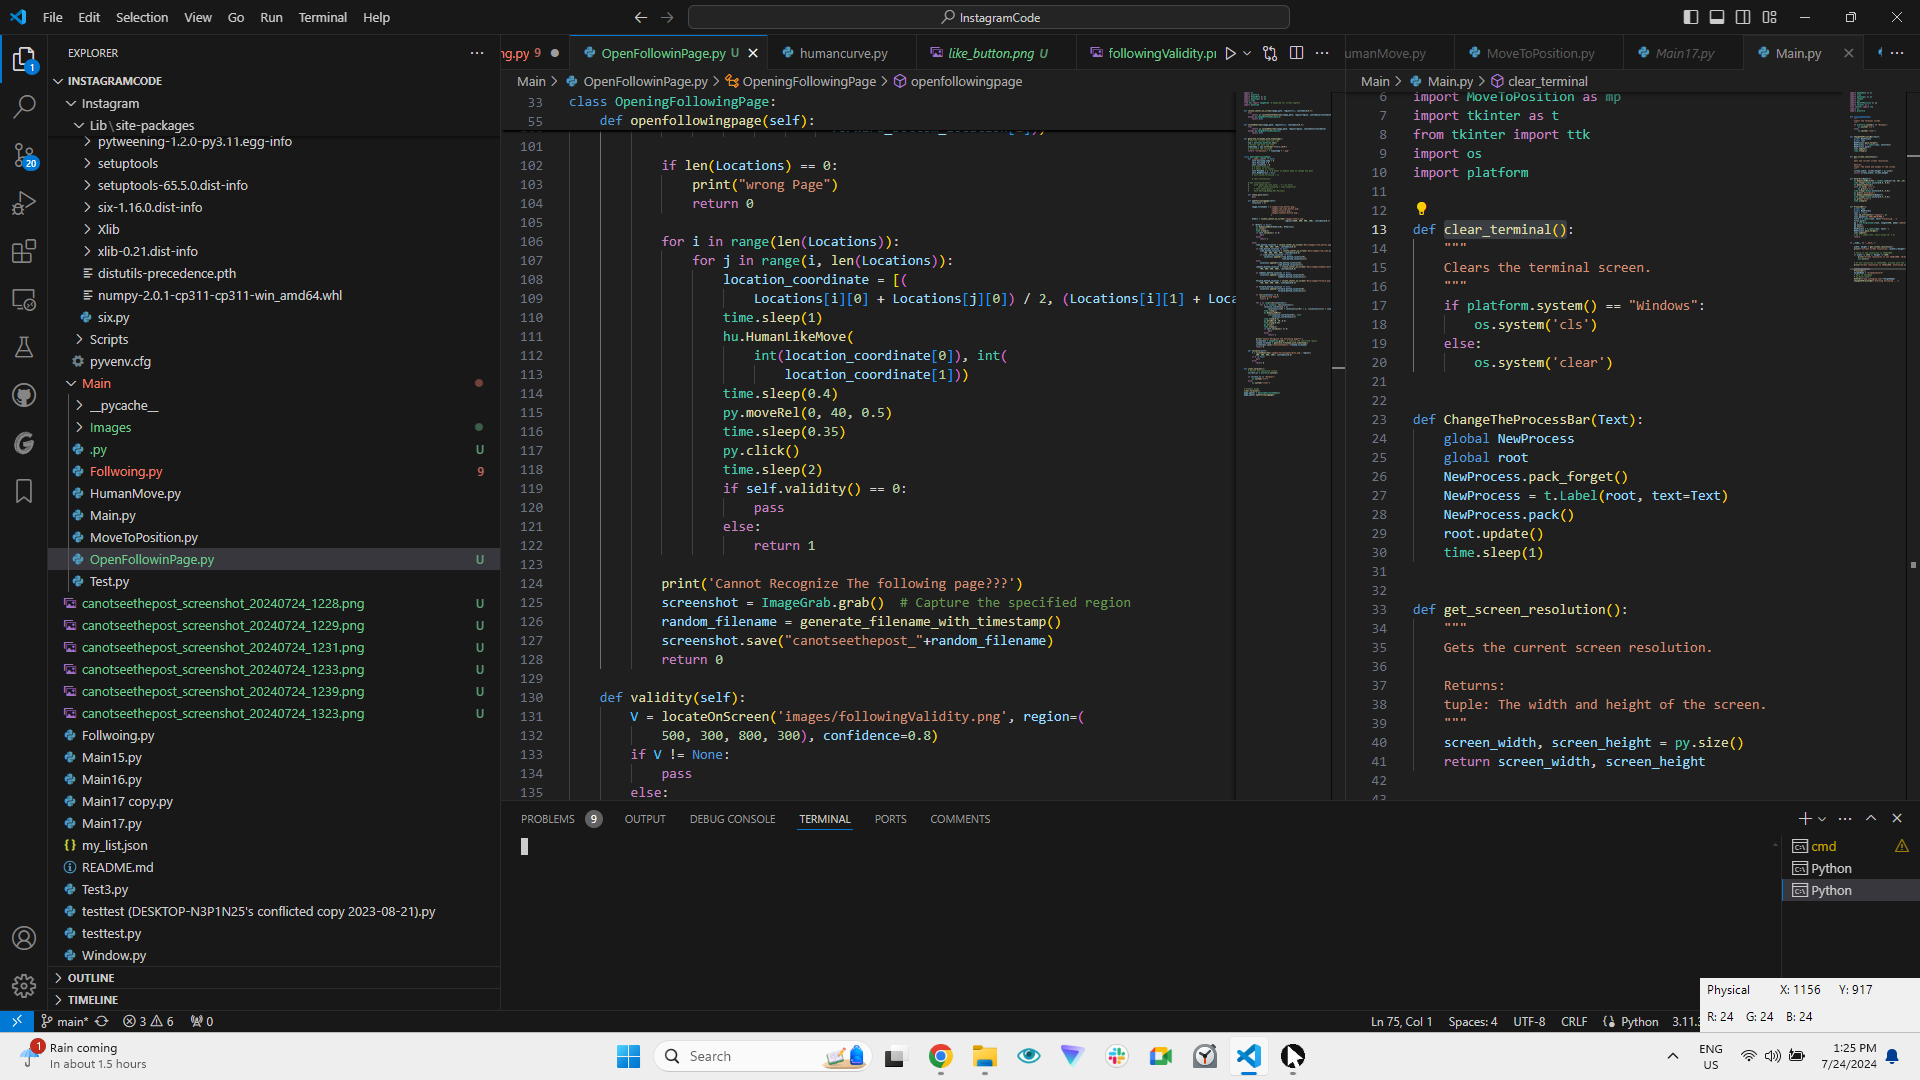 File Edit Selection View Go Run Terminal Help
InstagramCode
EXPLORER
INSTAGRAMCODE
Instagram
Lib\site-packages
pytweening-1.2.0-py3.11.egg-info
setuptools
setuptools-65.5.0.dist-info
six-1.16.0.dist-info
Xlib
xlib-0.21.dist-info
distutils-precedence.pth
numpy-2.0.1-cp311-cp311-win_amd64.whl
six.py
Scripts
pyvenv.cfg
Main
__pycache__
Images
.py U
Follwoing.py 9
HumanMove.py
Main.py
MoveToPosition.py
OpenFollowinPage.py U
Test.py
canotseethepost_screenshot_20240724_1228.png U
canotseethepost_screenshot_20240724_1229.png U
canotseethepost_screenshot_20240724_1231.png U
canotseethepost_screenshot_20240724_1233.png U
canotseethepost_screenshot_20240724_1239.png U
canotseethepost_screenshot_20240724_1323.png U
Follwoing.py
Main15.py
Main16.py
Main17 copy.py
Main17.py
my_list.json
README.md
Test3.py
testtest (DESKTOP-N3P1N25's conflicted copy 2023-08-21).py
testtest.py
Window.py
OUTLINE
TIMELINE
ng.py 9 OpenFollowinPage.py U humancurve.py like_button.png U followingValidity.pr
Main > OpenFollowinPage.py > OpeningFollowingPage > openfollowingpage
33 class OpeningFollowingPage:
55 def openfollowingpage(self):
101
102 if len(Locations) == 0:
103 print("wrong Page")
104 return 0
105
106 for i in range(len(Locations)):
107 for j in range(i, len(Locations)):
108 location_coordinate = [(
109 Locations[i][0] + Locations[j][0]) / 2, (Locations[i][1] + Loca
110 time.sleep(1)
111 hu.HumanLikeMove(
112 int(location_coordinate[0]), int(
113 location_coordinate[1]))
114 time.sleep(0.4)
115 py.moveRel(0, 40, 0.5)
116 time.sleep(0.35)
117 py.click()
118 time.sleep(2)
119 if self.validity() == 0:
120 pass
121 else:
122 return 1
123
124 print('Cannot Recognize The following page???')
125 screenshot = ImageGrab.grab() # Capture the specified region
126 random_filename = generate_filename_with_timestamp()
127 screenshot.save("canotseethepost_"+random_filename)
128 return 0
129
130 def validity(self):
131 V = locateOnScreen('images/followingValidity.png', region=(
132 500, 300, 800, 300), confidence=0.8)
133 if V != None:
134 pass
135 else:
umanMove.py MoveToPosition.py Main17.py Main.py
Main > Main.py > clear_terminal
6 import MoveToPosition as mp
7 import tkinter as t
8 from tkinter import ttk
9 import os
10 import platform
11
12
13 def clear_terminal():
14 """
15 Clears the terminal screen.
16 """
17 if platform.system() == "Windows":
18 os.system('cls')
19 else:
20 os.system('clear')
21
22
23 def ChangeTheProcessBar(Text):
24 global NewProcess
25 global root
26 NewProcess.pack_forget()
27 NewProcess = t.Label(root, text=Text)
28 NewProcess.pack()
29 root.update()
30 time.sleep(1)
31
32
33 def get_screen_resolution():
34 """
35 Gets the current screen resolution.
36
37 Returns:
38 tuple: The width and height of the screen.
39 """
40 screen_width, screen_height = py.size()
41 return screen_width, screen_height
42
43
PROBLEMS 9 OUTPUT DEBUG CONSOLE TERMINAL PORTS COMMENTS
cmd
Python
Python
Physical X: 1156 Y: 917
R: 24 G: 24 B: 24
main* 3 6 0
Ln 75, Col 1 Spaces: 4 UTF-8 CRLF Python 3.11.3
1
20
1
Rain coming
In about 1.5 hours
Search
ENG
US
1:25 PM
7/24/2024